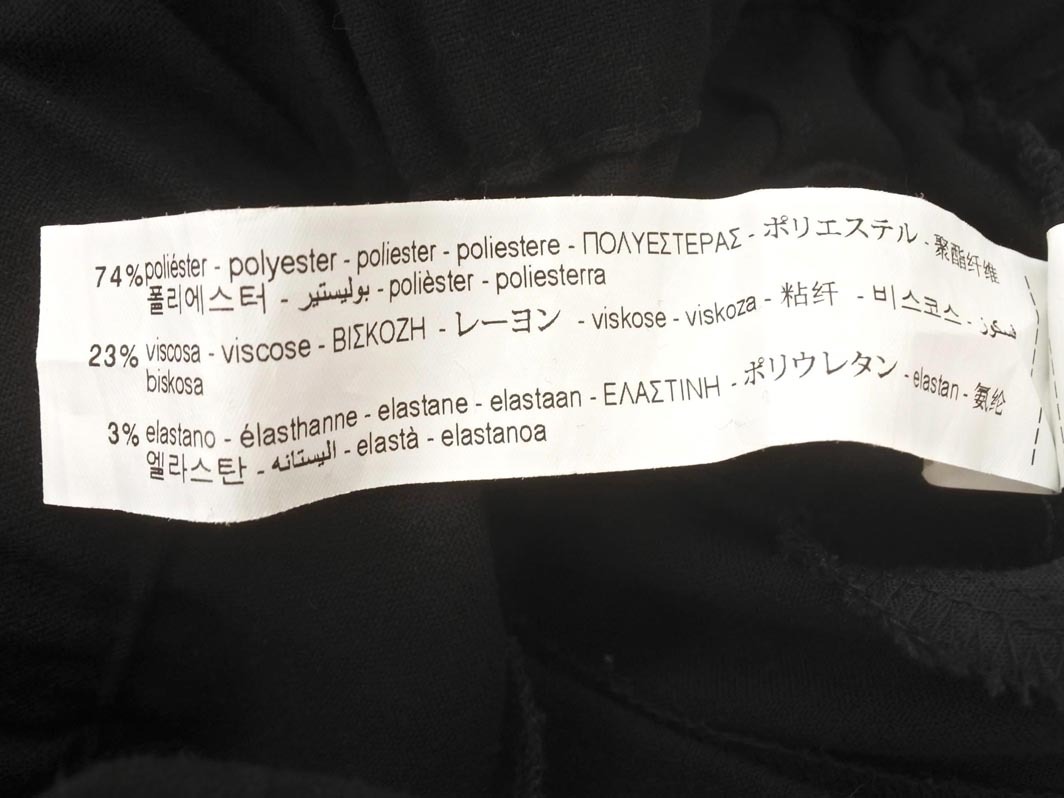 74% poliéster - polyester - poliester - poliestere - ΠΟΛΥΕΣΤΕΡΑΣ - ポリエステル - 聚酯纤维
폴리에스터 - بوليستير - polièster - poliesterra
23% viscosa - viscose - ΒΙΣΚΟΖΗ - レーヨン - viskose - viskoza - 粘纤 - 비스코스 - فسكوز
biskosa
3% elastano - élasthanne - elastane - elastaan - ΕΛΑΣΤΙΝΗ - ポリウレタン - elastan - 氨纶
엘라스탄 - اليستانه - elastà - elastanoa